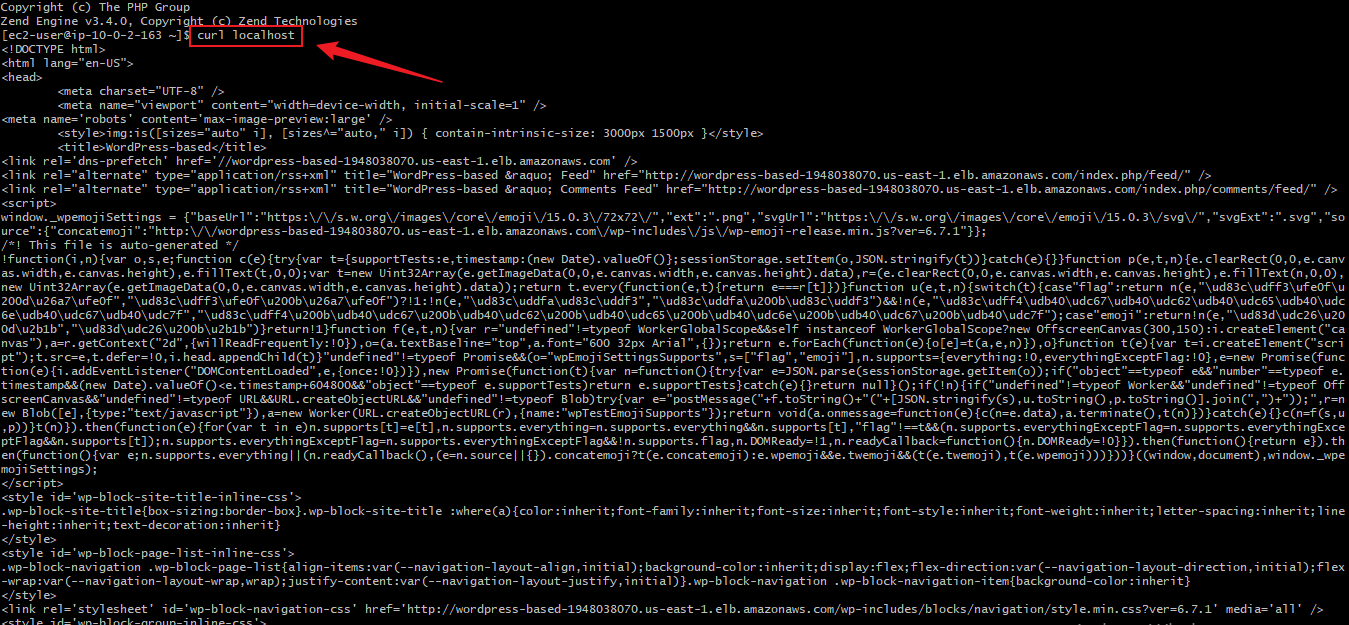 Copyright (c) The PHP Group
Zend Engine v3.4.0, Copyright (c) Zend Technologies
[ec2-user@ip-10-0-2-163 ~]$ curl localhost
<!DOCTYPE html>
<html lang="en-US">
<head>
        <meta charset="UTF-8" />
        <meta name="viewport" content="width=device-width, initial-scale=1" />
<meta name='robots' content='max-image-preview:large' />
        <style>img:is([sizes="auto" i], [sizes^="auto," i]) { contain-intrinsic-size: 3000px 1500px }</style>
        <title>WordPress-based</title>
<link rel='dns-prefetch' href='//wordpress-based-1948038070.us-east-1.elb.amazonaws.com' />
<link rel="alternate" type="application/rss+xml" title="WordPress-based &raquo; Feed" href="http://wordpress-based-1948038070.us-east-1.elb.amazonaws.com/index.php/feed/" />
<link rel="alternate" type="application/rss+xml" title="WordPress-based &raquo; Comments Feed" href="http://wordpress-based-1948038070.us-east-1.elb.amazonaws.com/index.php/comments/feed/" />
<script>
window._wpemojiSettings = {"baseUrl":"https:\/\/s.w.org\/images\/core\/emoji\/15.0.3\/72x72\/","ext":".png","svgUrl":"https:\/\/s.w.org\/images\/core\/emoji\/15.0.3\/svg\/","svgExt":".svg","so
urce":{"concatemoji":"http:\/\/wordpress-based-1948038070.us-east-1.elb.amazonaws.com\/wp-includes\/js\/wp-emoji-release.min.js?ver=6.7.1"}};
/*! This file is auto-generated */
!function(i,n){var o,s,e;function c(e){try{var t={supportTests:e,timestamp:(new Date).valueOf()};sessionStorage.setItem(o,JSON.stringify(t))}catch(e){}}function p(e,t,n){e.clearRect(0,0,e.canv
as.width,e.canvas.height),e.fillText(t,0,0);var t=new Uint32Array(e.getImageData(0,0,e.canvas.width,e.canvas.height).data),r=(e.clearRect(0,0,e.canvas.width,e.canvas.height),e.fillText(n,0,0),
new Uint32Array(e.getImageData(0,0,e.canvas.width,e.canvas.height).data));return t.every(function(e,t){return e===r[t]})}function u(e,t,n){switch(t){case"flag":return n(e,"\ud83c\udff3\ufe0f\u
200d\u26a7\ufe0f","\ud83c\udff3\ufe0f\u200b\u26a7\ufe0f")?!1:!n(e,"\ud83c\uddfa\ud83c\uddf3","\ud83c\uddfa\u200b\ud83c\uddf3")&&!n(e,"\ud83c\udff4\udb40\udc67\udb40\udc62\udb40\udc65\udb40\ud
c6e\udb40\udc67\udb40\udc7f","\ud83c\udff4\u200b\udb40\udc67\u200b\udb40\udc62\u200b\udb40\udc65\u200b\udb40\udc6e\u200b\udb40\udc67\u200b\udb40\udc7f");case"emoji":return!n(e,"\ud83d\udc26\u20
0d\u2b1b","\ud83d\udc26\u200b\u2b1b")}return!1}function f(e,t,n){var r="undefined"!=typeof WorkerGlobalScope&&self instanceof WorkerGlobalScope?new OffscreenCanvas(300,150):i.createElement("ca
nvas"),a=r.getContext("2d",{willReadFrequently:!0}),o=(a.textBaseline="top",a.font="600 32px Arial",{});return e.forEach(function(e){o[e]=t(a,e,n)}),o}function t(e){var t=i.createElement("scri
pt");t.src=e,t.defer=!0,i.head.appendChild(t)}"undefined"!=typeof Promise&&(o="wpEmojiSettingsSupports",s=["flag","emoji"],n.supports={everything:!0,everythingExceptFlag:!0},e=new Promise(func
tion(e){i.addEventListener("DOMContentLoaded",e,{once:!0})}),new Promise(function(t){var n=function(){try{var e=JSON.parse(sessionStorage.getItem(o));if("object"==typeof e&&"number"==typeof e.
timestamp&&(new Date).valueOf()<e.timestamp+604800&&"object"==typeof e.supportTests)return e.supportTests}catch(e){}return null}();if(!n){if("undefined"!=typeof Worker&&"undefined"!=typeof Off
screenCanvas&&"undefined"!=typeof URL&&URL.createObjectURL&&"undefined"!=typeof Blob)try{var e="postMessage("+f.toString()+"("+[JSON.stringify(s),u.toString(),p.toString()].join(",")+"));",r=n
ew Blob([e],{type:"text/javascript"}),a=new Worker(URL.createObjectURL(r),{name:"wpTestEmojiSupports"});return void(a.onmessage=function(e){c(n=e.data),a.terminate(),t(n)})}catch(e){}c(n=f(s,u
,p))}t(n)}).then(function(e){for(var t in e)n.supports[t]=e[t],n.supports.everything=n.supports.everything&&n.supports[t],"flag"!==t&&(n.supports.everythingExceptFlag=n.supports.everythingExce
ptFlag&&n.supports[t]);n.supports.everythingExceptFlag=n.supports.everythingExceptFlag&&!n.supports.flag,n.DOMReady=!1,n.readyCallback=function(){n.DOMReady=!0}}).then(function(){return e}).th
en(function(){var e;n.supports.everything||(n.readyCallback(),(e=n.source||{}).concatemoji?t(e.concatemoji):e.wpemoji&&e.twemoji&&(t(e.twemoji),t(e.wpemoji)))}))}((window,document),window._wpe
mojiSettings);
</script>
<style id='wp-block-site-title-inline-css'>
.wp-block-site-title{box-sizing:border-box}.wp-block-site-title :where(a){color:inherit;font-family:inherit;font-size:inherit;font-style:inherit;font-weight:inherit;letter-spacing:inherit;line
-height:inherit;text-decoration:inherit}
</style>
<style id='wp-block-page-list-inline-css'>
.wp-block-navigation .wp-block-page-list{align-items:var(--navigation-layout-align,initial);background-color:inherit;display:flex;flex-direction:var(--navigation-layout-direction,initial);flex
-wrap:var(--navigation-layout-wrap,wrap);justify-content:var(--navigation-layout-justify,initial)}.wp-block-navigation .wp-block-navigation-item{background-color:inherit}
</style>
<link rel='stylesheet' id='wp-block-navigation-css' href='http://wordpress-based-1948038070.us-east-1.elb.amazonaws.com/wp-includes/blocks/navigation/style.min.css?ver=6.7.1' media='all' />
<style id='wp-block-group-inline-css'>